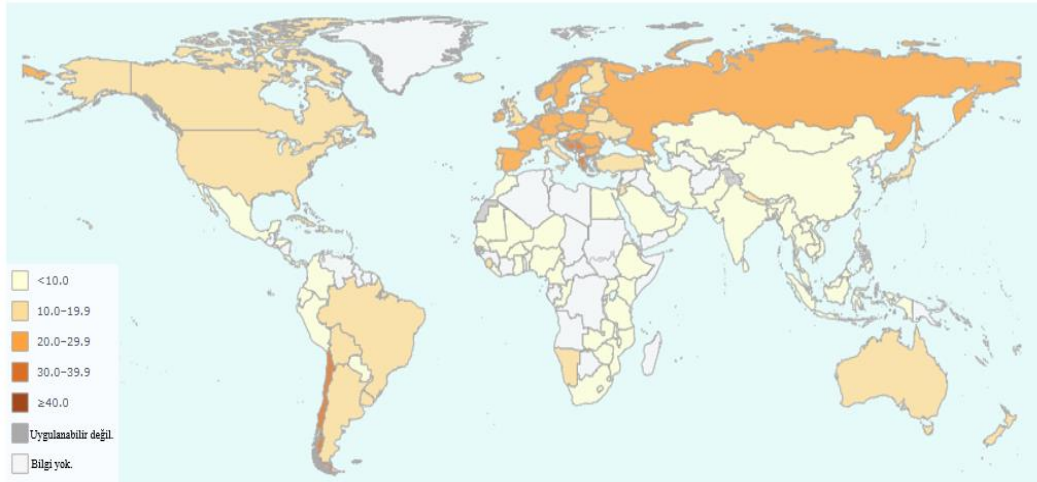 <10.0
10.0–19.9
20.0–29.9
30.0–39.9
≥40.0
Uygulanabilir değil.
Bilgi yok.